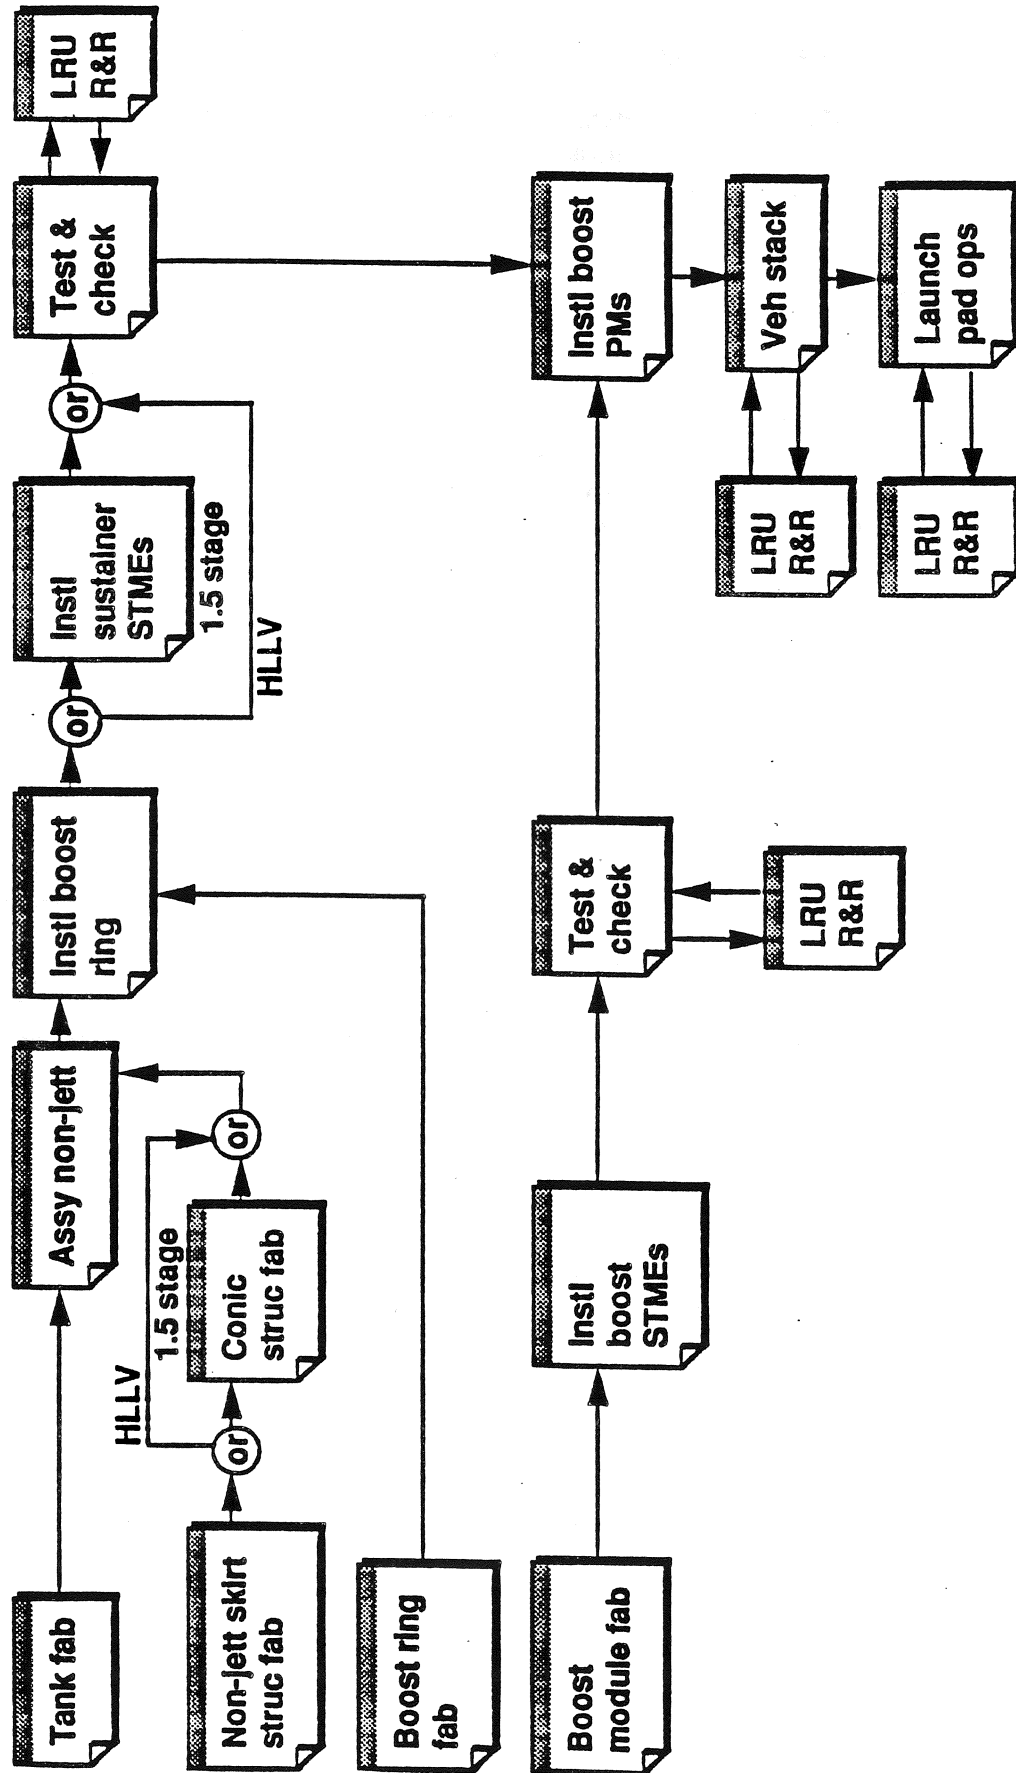 Tank fab
Assy non-jett
Instl boost
ring
or
Instl
sustainer
STMEs
or
Test &
check
LRU
R&R
1.5 stage
HLLV
HLLV
1.5 stage
Non-jett skirt
struc fab
or
Conic
struc fab
or
Boost ring
fab
Boost
module fab
Instl
boost
STMEs
Test &
check
LRU
R&R
Instl boost
PMs
LRU
R&R
Veh stack
LRU
R&R
Launch
pad ops